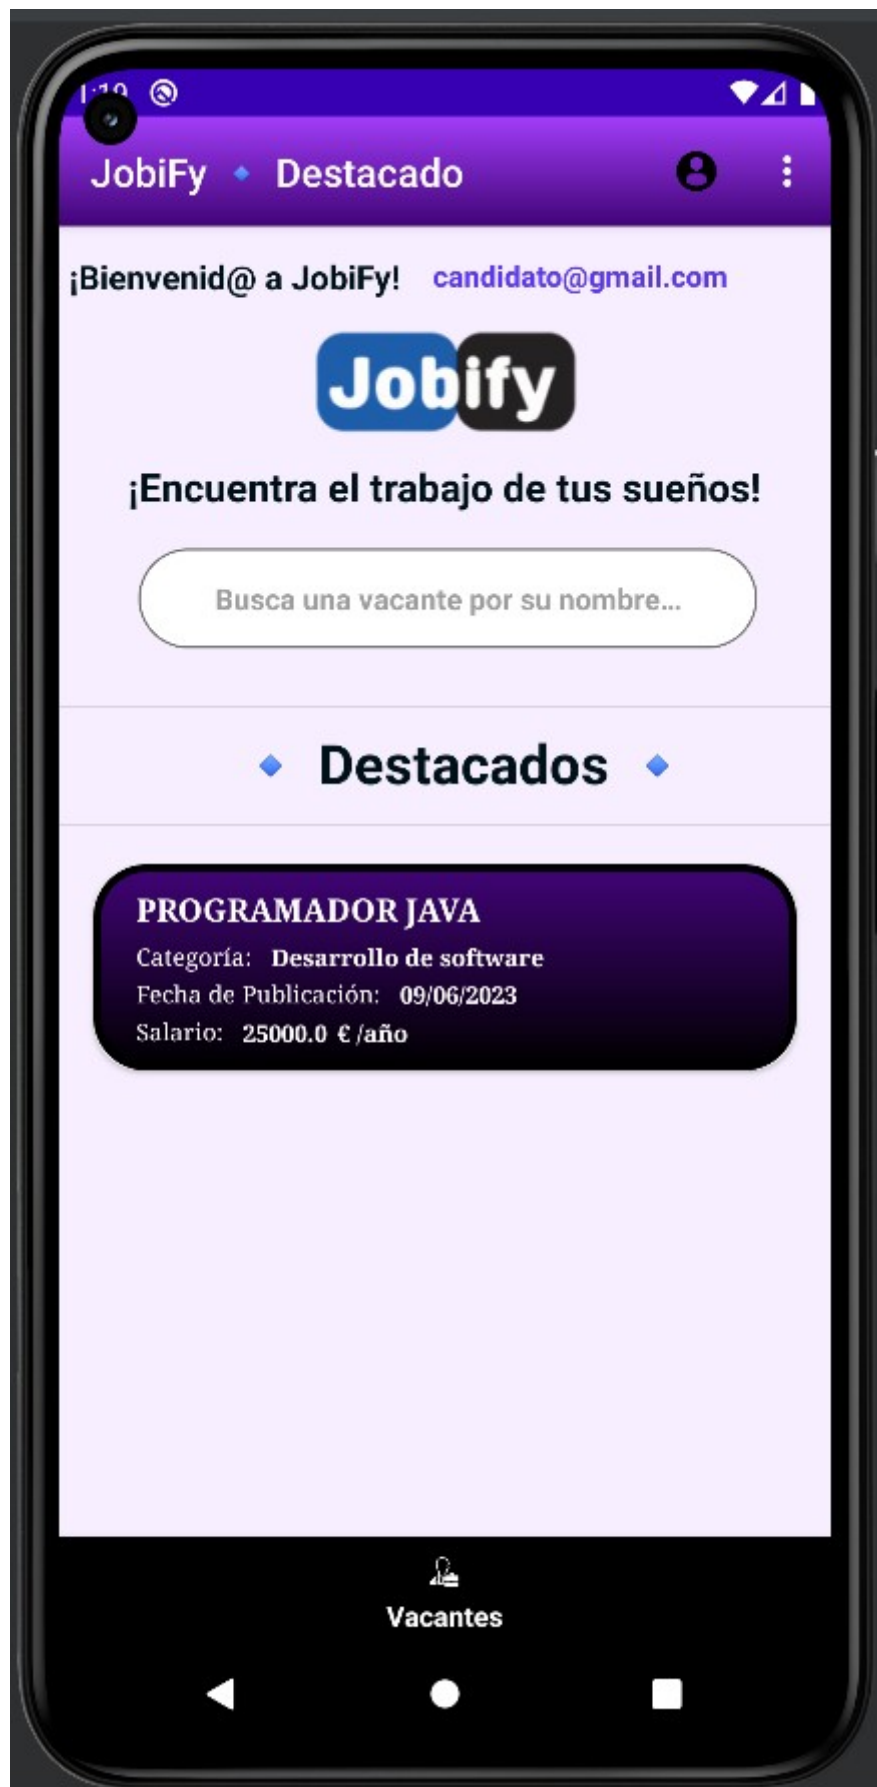 JobiFy 🔹 Destacado
¡Bienvenid@ a JobiFy! candidato@gmail.com
Jobify
¡Encuentra el trabajo de tus sueños!
Busca una vacante por su nombre...
🔹 Destacados 🔹
PROGRAMADOR JAVA
Categoría: Desarrollo de software
Fecha de Publicación: 09/06/2023
Salario: 25000.0 €/año
Vacantes